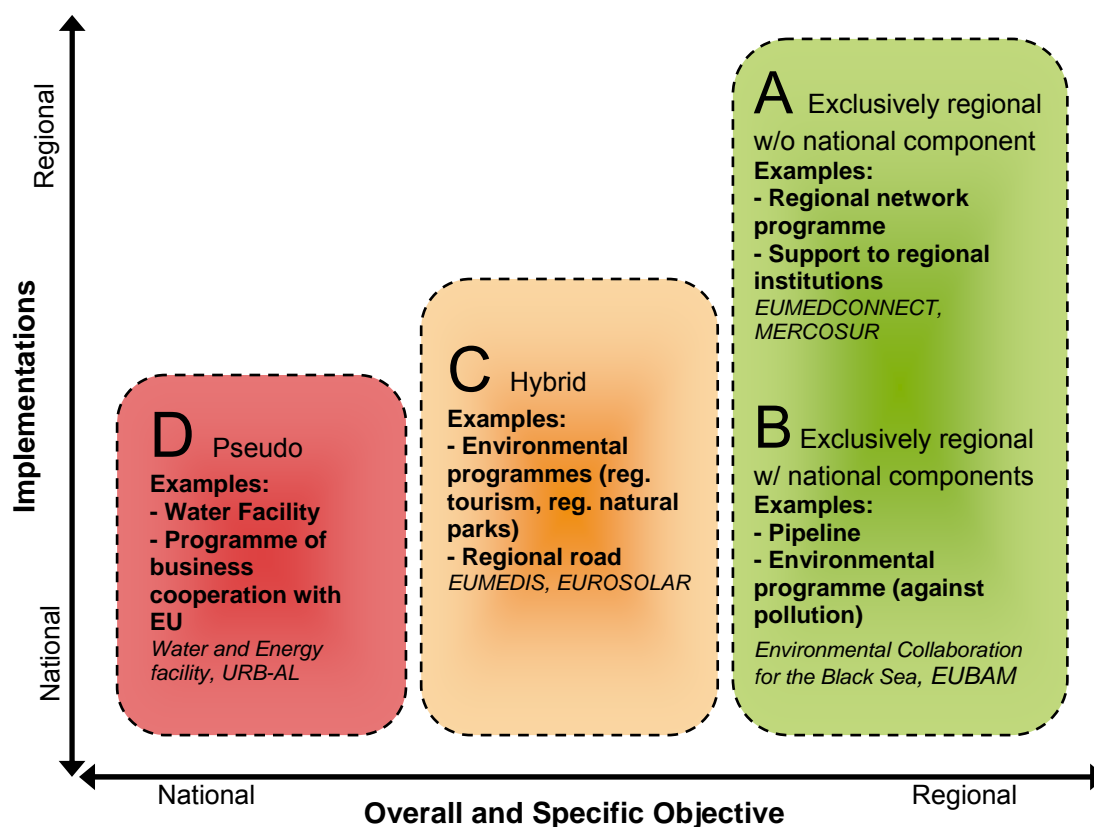 Regional
Implementations
National
A Exclusively regional
w/o national component
Examples:
- Regional network
programme
- Support to regional
institutions
EUMEDCONNECT,
MERCOSUR
B Exclusively regional
w/ national components
Examples:
- Pipeline
- Environmental
programme (against
pollution)
Environmental Collaboration
for the Black Sea, EUBAM
C Hybrid
Examples:
- Environmental
programmes (reg.
tourism, reg. natural
parks)
- Regional road
EUMEDIS, EUROSOLAR
D Pseudo
Examples:
- Water Facility
- Programme of
business
cooperation with
EU
Water and Energy
facility, URB-AL
National
Regional
Overall and Specific Objective